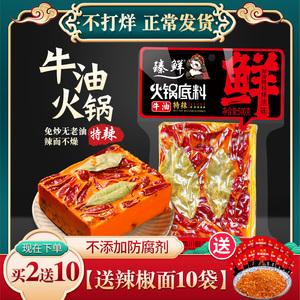 不打烊 正常发货
牛油
火锅
免炒无老油
辣而不燥
特辣
臻鲜
火锅底料
牛油 特辣
鲜
送
现在下单
买2送10
不添加防腐剂
【送辣椒面10袋】